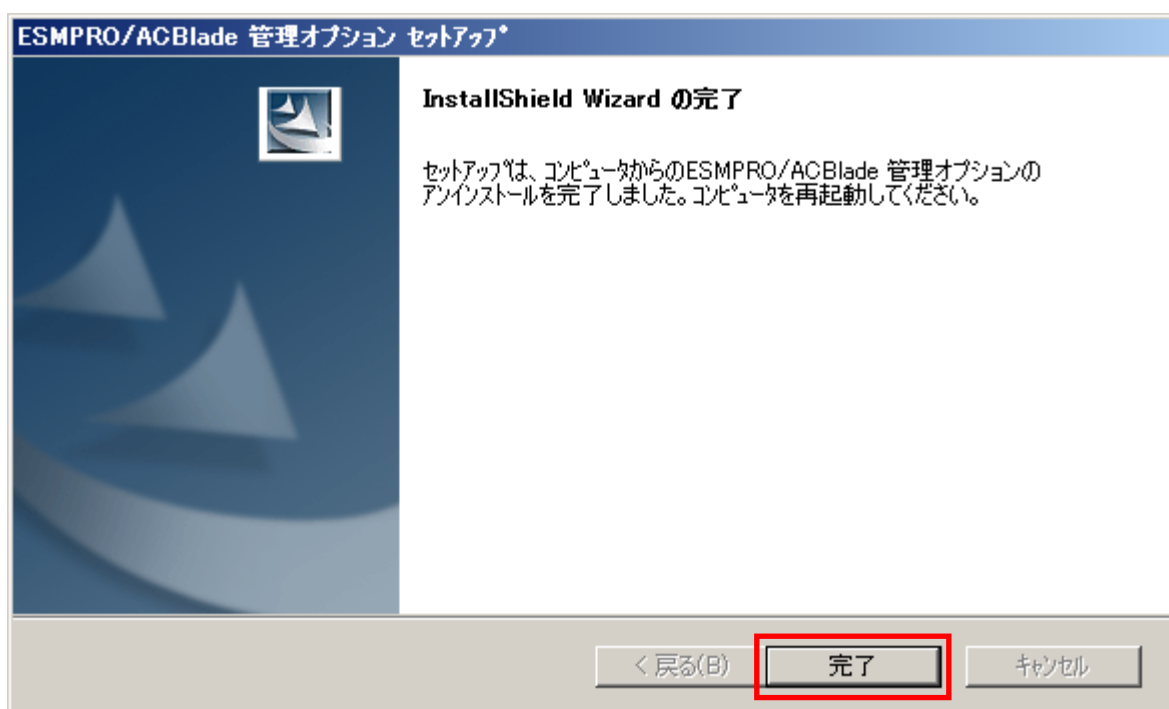 ESMPRO/ACBlade 管理オプション セットアップ
InstallShield Wizard の完了
セットアップは、コンピュータからのESMPRO/ACBlade 管理オプションの
アンインストールを完了しました。コンピュータを再起動してください。
< 戻る(B)
完了
キャンセル